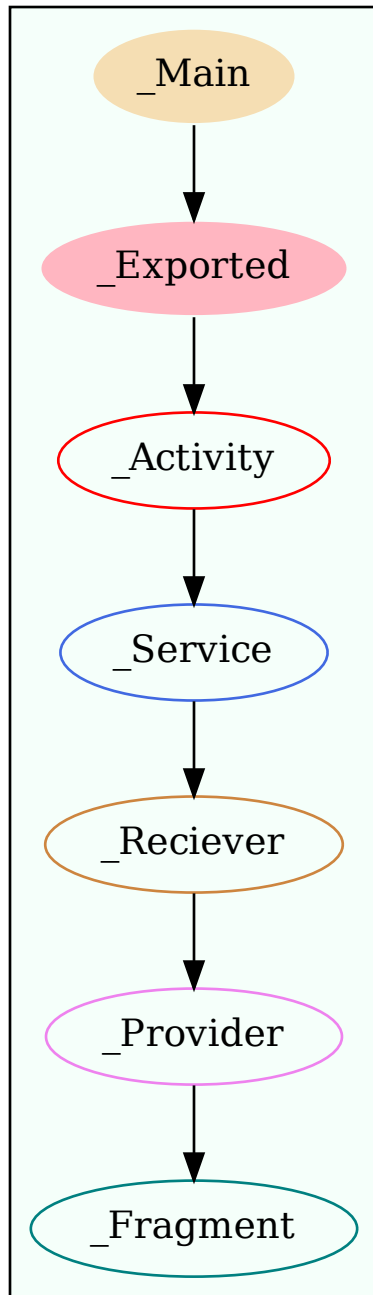 _Main
_Exported
_Activity
_Service
_Reciever
_Provider
_Fragment